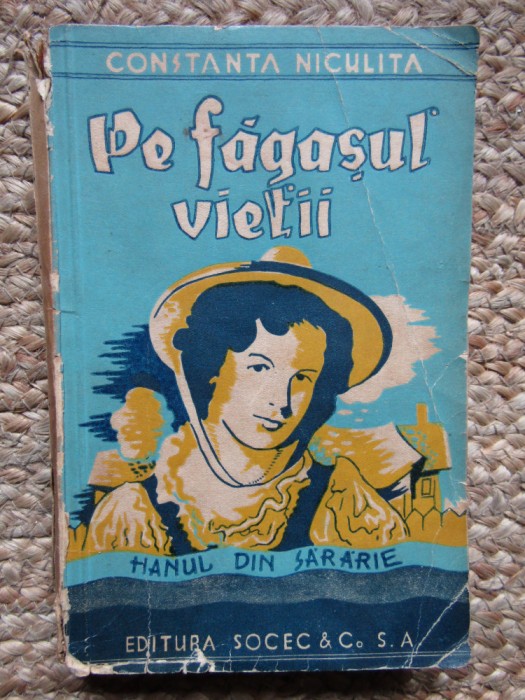 CONSTANTA NICULITA
Pe făgașul
vieții
HANUL DIN SĂRĂRIE
EDITURA SOCEC & Co S.A